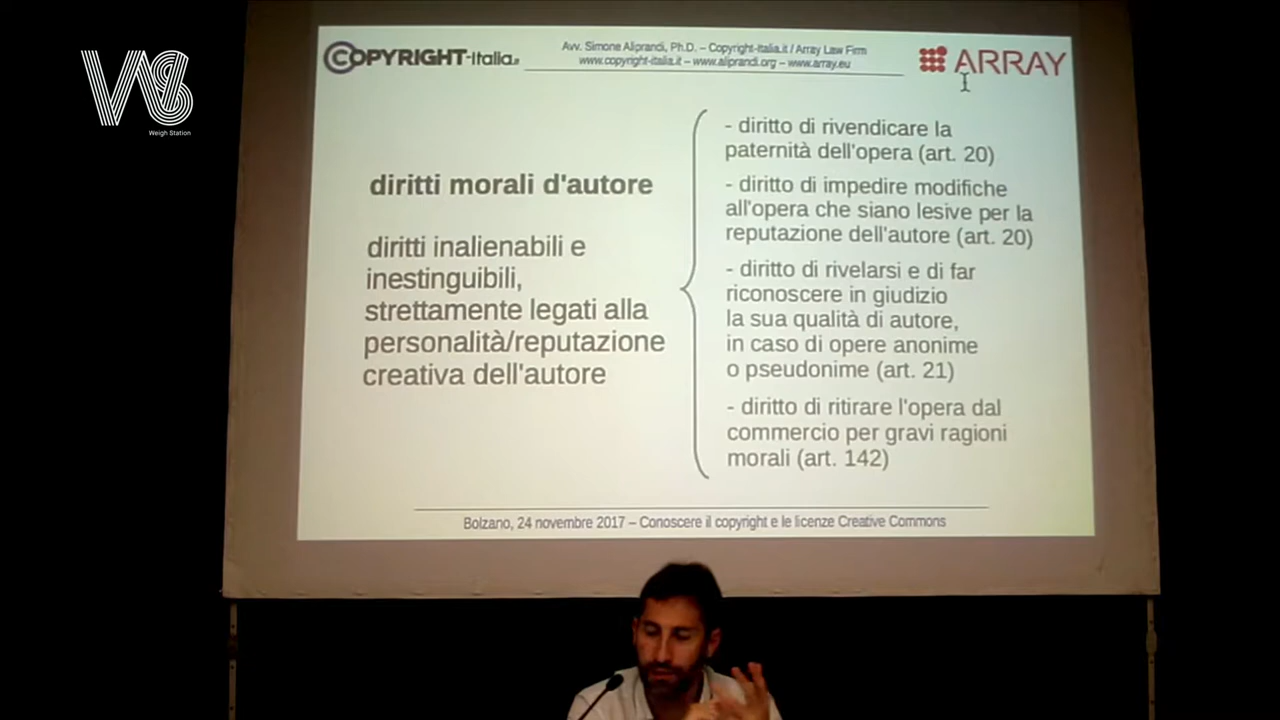 WS
Weigh Station
COPYRIGHT-Italia.it
Avv. Simone Aliprandi, Ph.D. – Copyright-Italia.it / Array Law Firm
www.copyright-italia.it – www.aliprandi.org – www.array.eu
ARRAY
diritti morali d'autore
diritti inalienabili e
inestinguibili,
strettamente legati alla
personalità/reputazione
creativa dell'autore
- diritto di rivendicare la
paternità dell'opera (art. 20)
- diritto di impedire modifiche
all'opera che siano lesive per la
reputazione dell'autore (art. 20)
- diritto di rivelarsi e di far
riconoscere in giudizio
la sua qualità di autore,
in caso di opere anonime
o pseudonime (art. 21)
- diritto di ritirare l'opera dal
commercio per gravi ragioni
morali (art. 142)
Bolzano, 24 novembre 2017 – Conoscere il copyright e le licenze Creative Commons